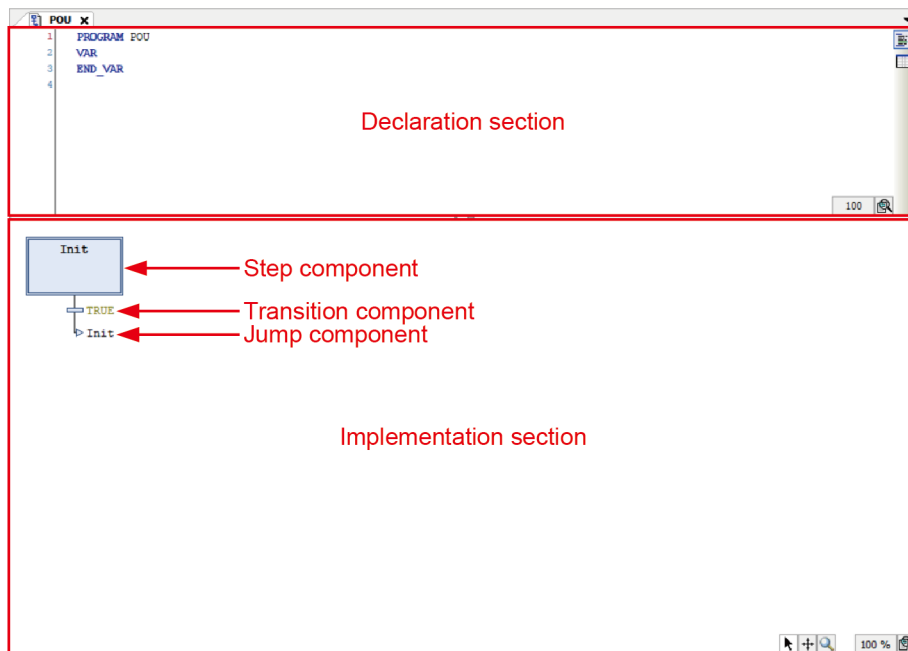 POU
1 PROGRAM POU
2 VAR
3 END_VAR
4
Declaration section
100
Init
Step component
TRUE Transition component
Init Jump component
Implementation section
100 %